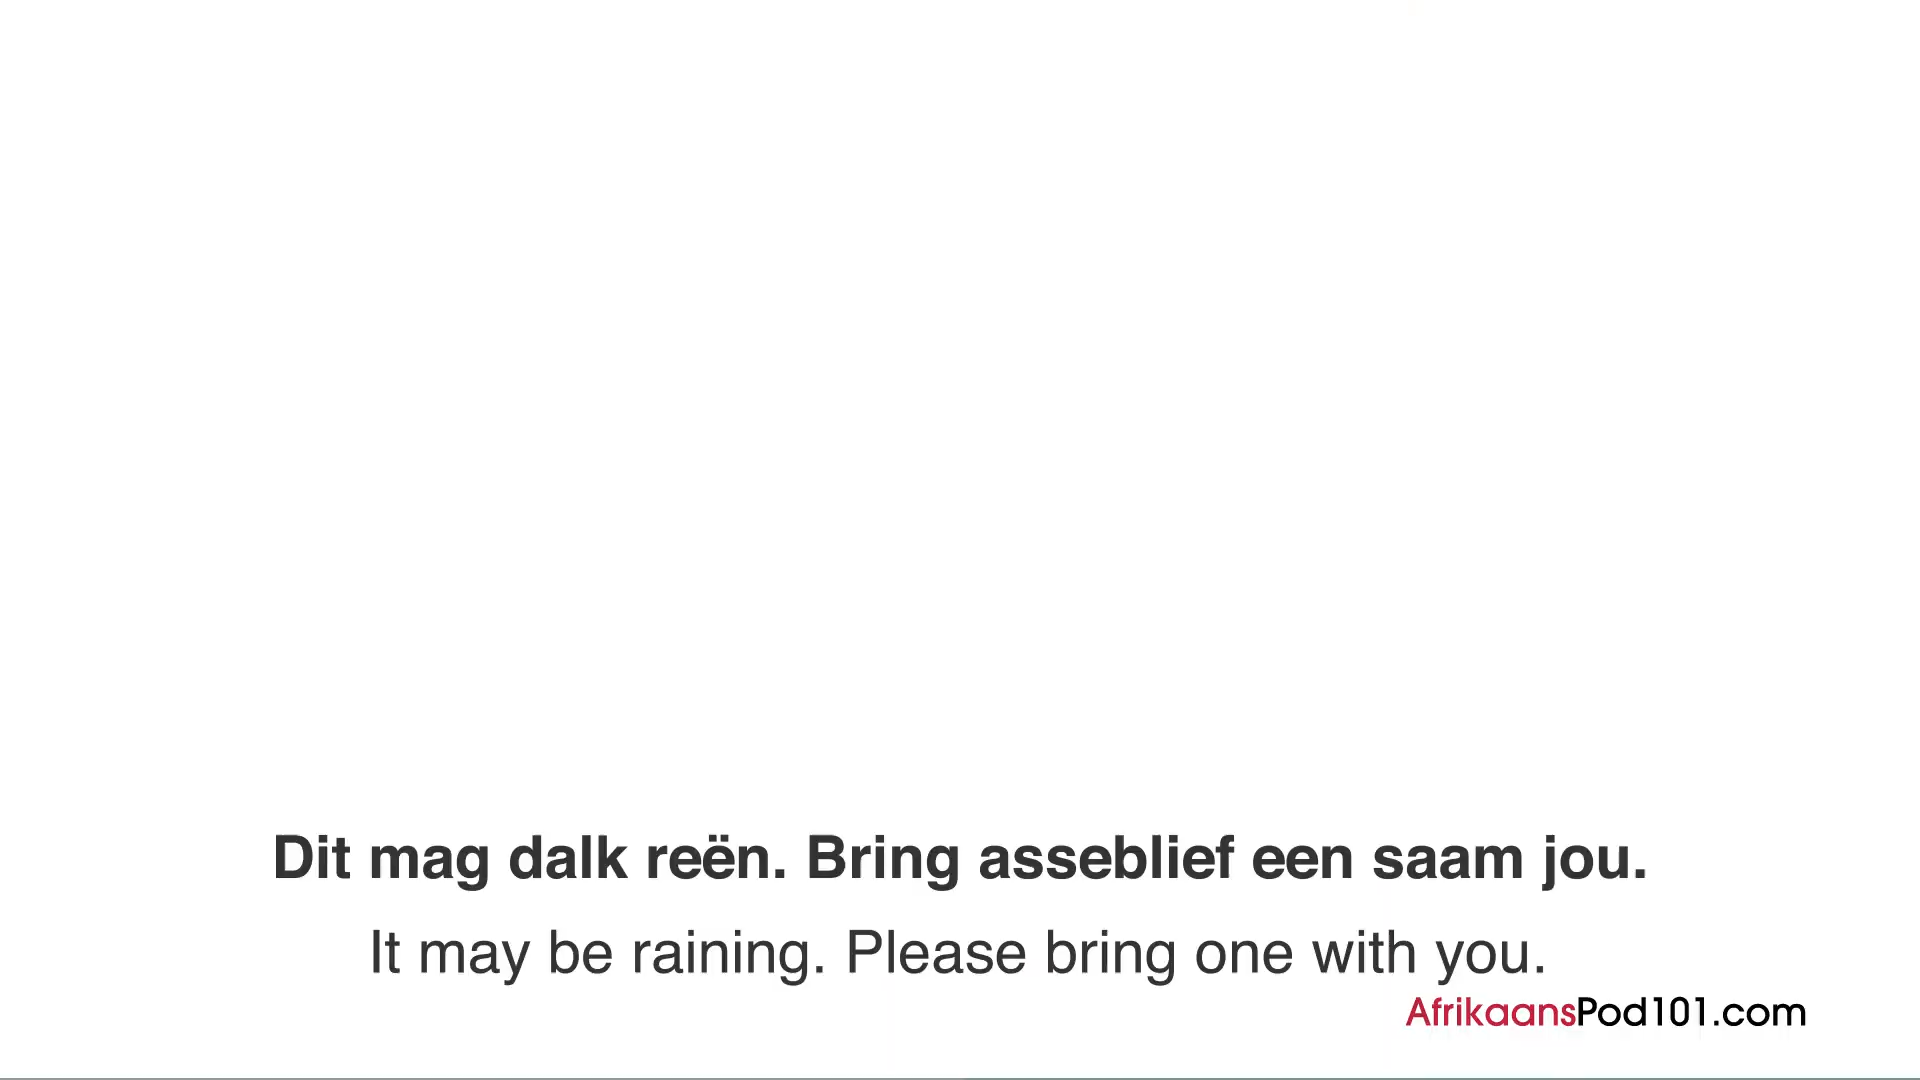 Dit mag dalk reën. Bring asseblief een saam jou.
It may be raining. Please bring one with you.
AfrikaansPod101.com